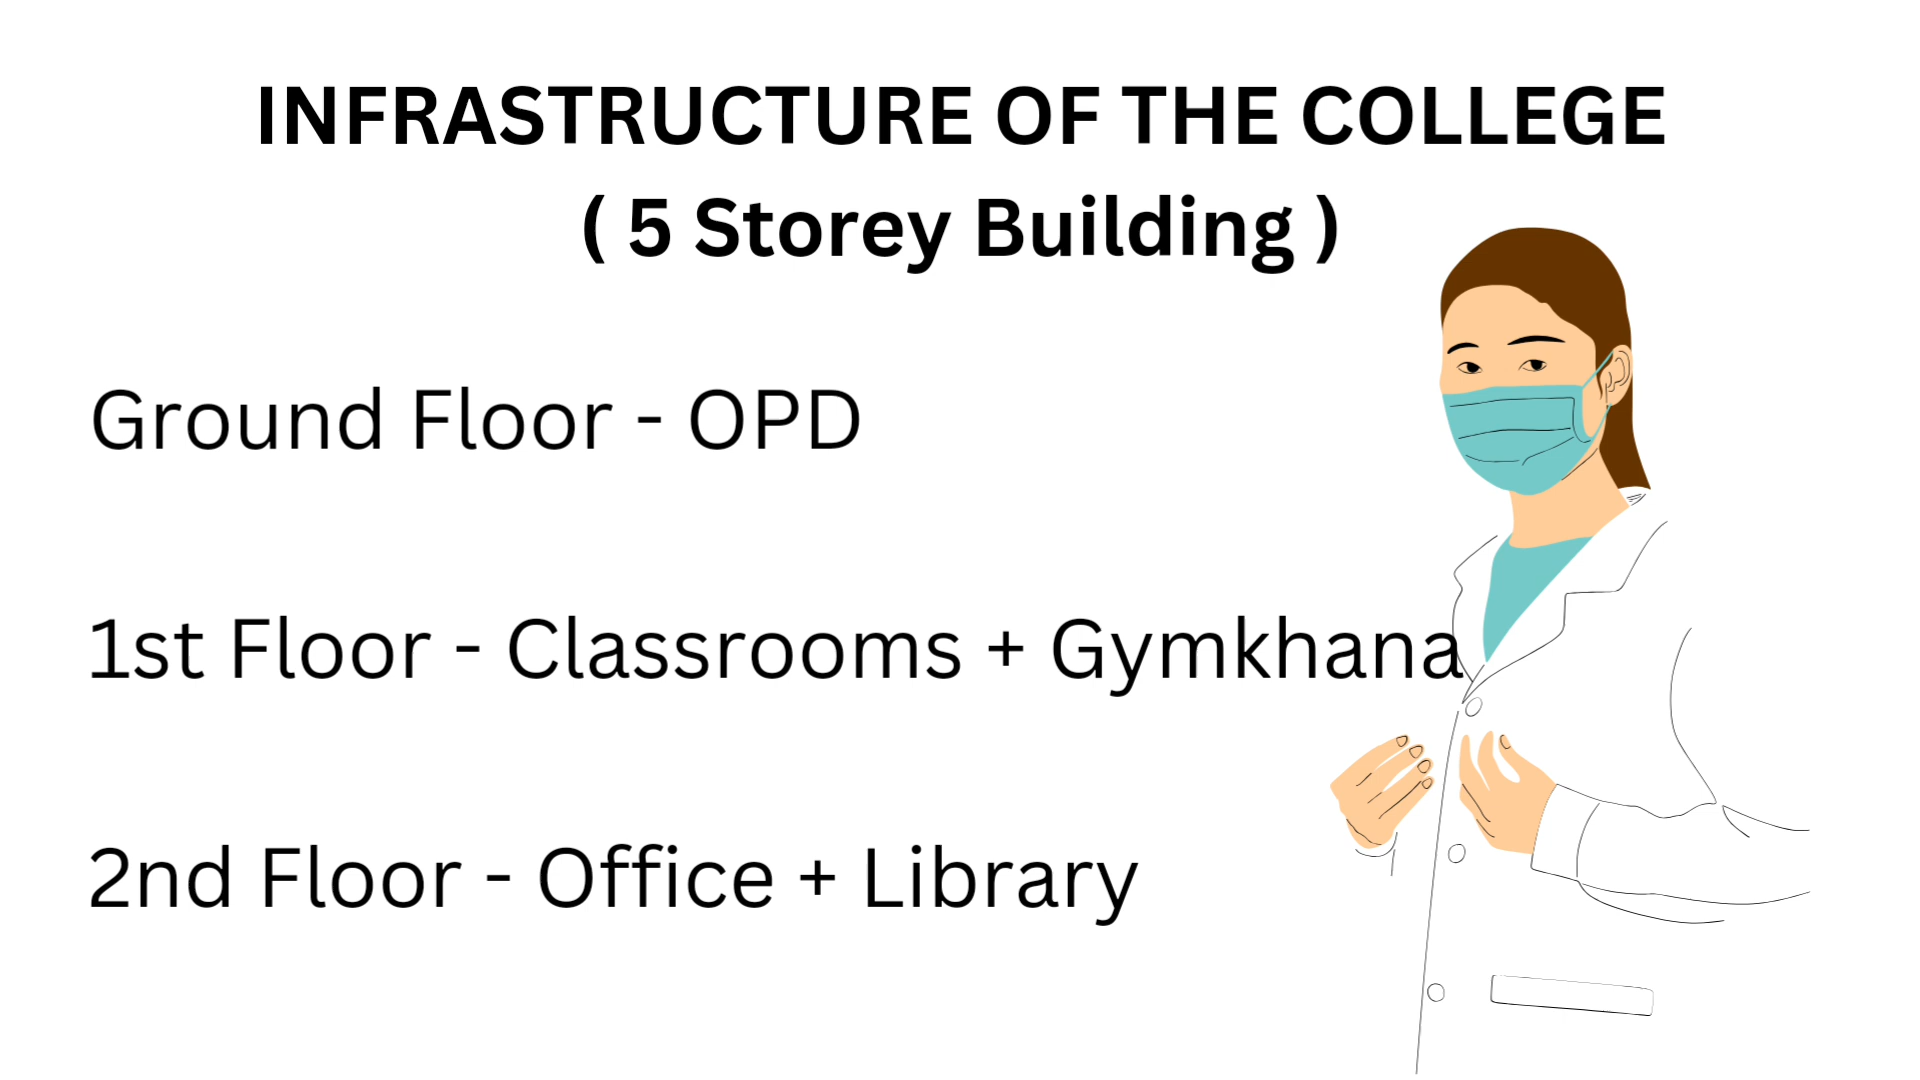 INFRASTRUCTURE OF THE COLLEGE
( 5 Storey Building )
Ground Floor - OPD
1st Floor - Classrooms + Gymkhana
2nd Floor - Office + Library